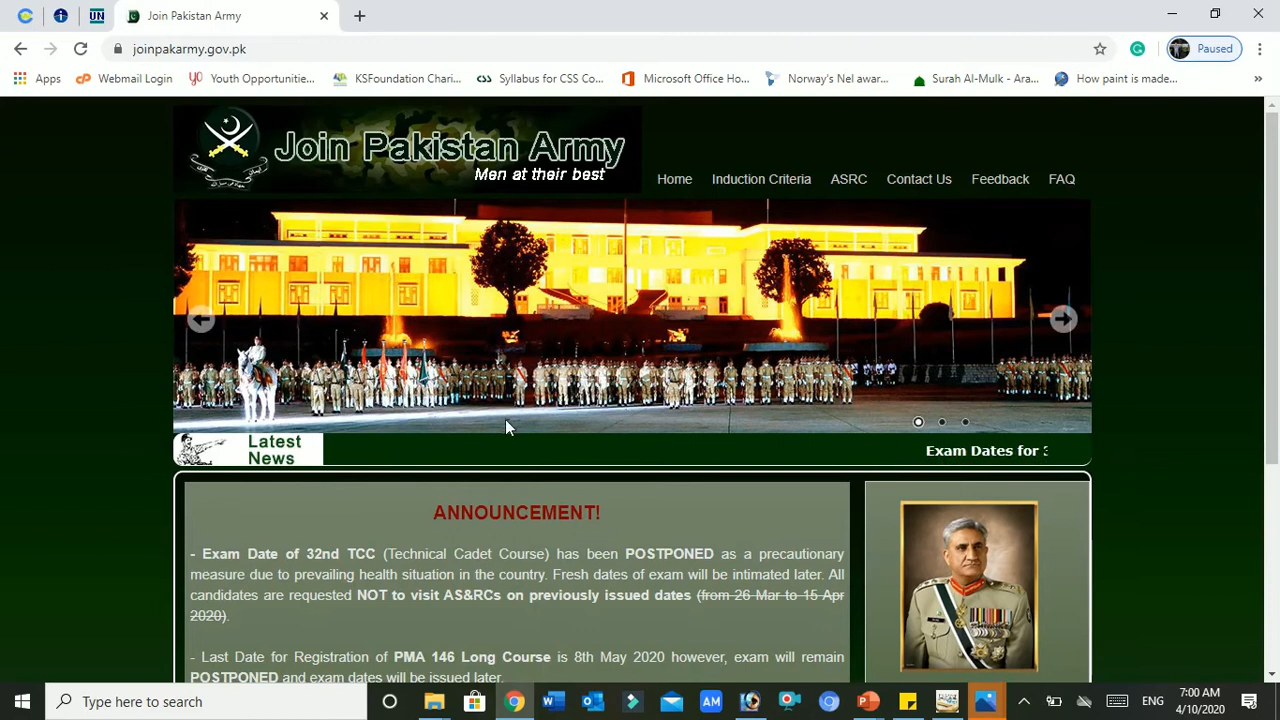 Join Pakistan Army
joinpakarmy.gov.pk
Paused
Apps
Webmail Login
Youth Opportunitie...
KSFoundation Chari...
Syllabus for CSS Co...
Microsoft Office Ho...
Norway's Nel awar...
Surah Al-Mulk - Ara...
How paint is made...
»
Join Pakistan Army
Men at their best
Home Induction Criteria ASRC Contact Us Feedback FAQ
Latest
News
Exam Dates for
ANNOUNCEMENT!
- Exam Date of 32nd TCC (Technical Cadet Course) has been POSTPONED as a precautionary
measure due to prevailing health situation in the country. Fresh dates of exam will be intimated later. All
candidates are requested NOT to visit AS&RCs on previously issued dates (from 26 Mar to 15 Apr
2020).
- Last Date for Registration of PMA 146 Long Course is 8th May 2020 however, exam will remain
POSTPONED and exam dates will be issued later.
Type here to search
AM
ENG
7:00 AM
4/10/2020